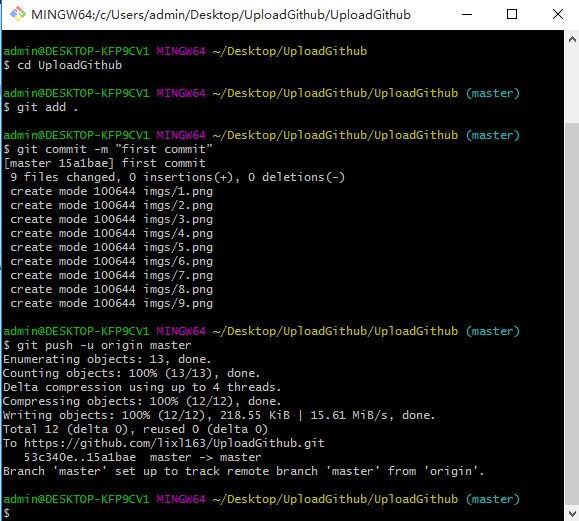 MINGW64:/c/Users/admin/Desktop/UploadGithub/UploadGithub
admin@DESKTOP-KFP9CV1 MINGW64 ~/Desktop/UploadGithub
$ cd UploadGithub
admin@DESKTOP-KFP9CV1 MINGW64 ~/Desktop/UploadGithub/UploadGithub (master)
$ git add .
admin@DESKTOP-KFP9CV1 MINGW64 ~/Desktop/UploadGithub/UploadGithub (master)
$ git commit -m "first commit"
[master 15a1bae] first commit
 9 files changed, 0 insertions(+), 0 deletions(-)
 create mode 100644 imgs/1.png
 create mode 100644 imgs/2.png
 create mode 100644 imgs/3.png
 create mode 100644 imgs/4.png
 create mode 100644 imgs/5.png
 create mode 100644 imgs/6.png
 create mode 100644 imgs/7.png
 create mode 100644 imgs/8.png
 create mode 100644 imgs/9.png
admin@DESKTOP-KFP9CV1 MINGW64 ~/Desktop/UploadGithub/UploadGithub (master)
$ git push -u origin master
Enumerating objects: 13, done.
Counting objects: 100% (13/13), done.
Delta compression using up to 4 threads.
Compressing objects: 100% (12/12), done.
Writing objects: 100% (12/12), 218.55 KiB | 15.61 MiB/s, done.
Total 12 (delta 0), reused 0 (delta 0)
To https://github.com/lixl163/UploadGithub.git
   53c340e..15a1bae  master -> master
Branch 'master' set up to track remote branch 'master' from 'origin'.
admin@DESKTOP-KFP9CV1 MINGW64 ~/Desktop/UploadGithub/UploadGithub (master)
$